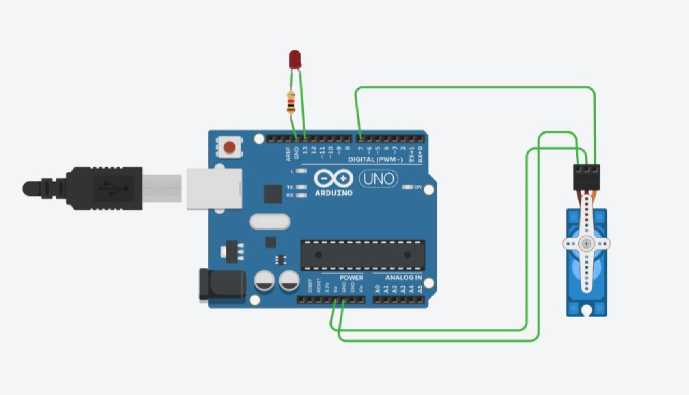 AREF
GND
13
12
~11
~10
~9
8
7
~6
~5
4
~3
2
TX→1
RX←0
DIGITAL (PWM~)
L
TX
RX
UNO
ON
ARDUINO
POWER
ANALOG IN
IOREF
RESET
3.3V
5V
GND
GND
Vin
A0
A1
A2
A3
A4
A5